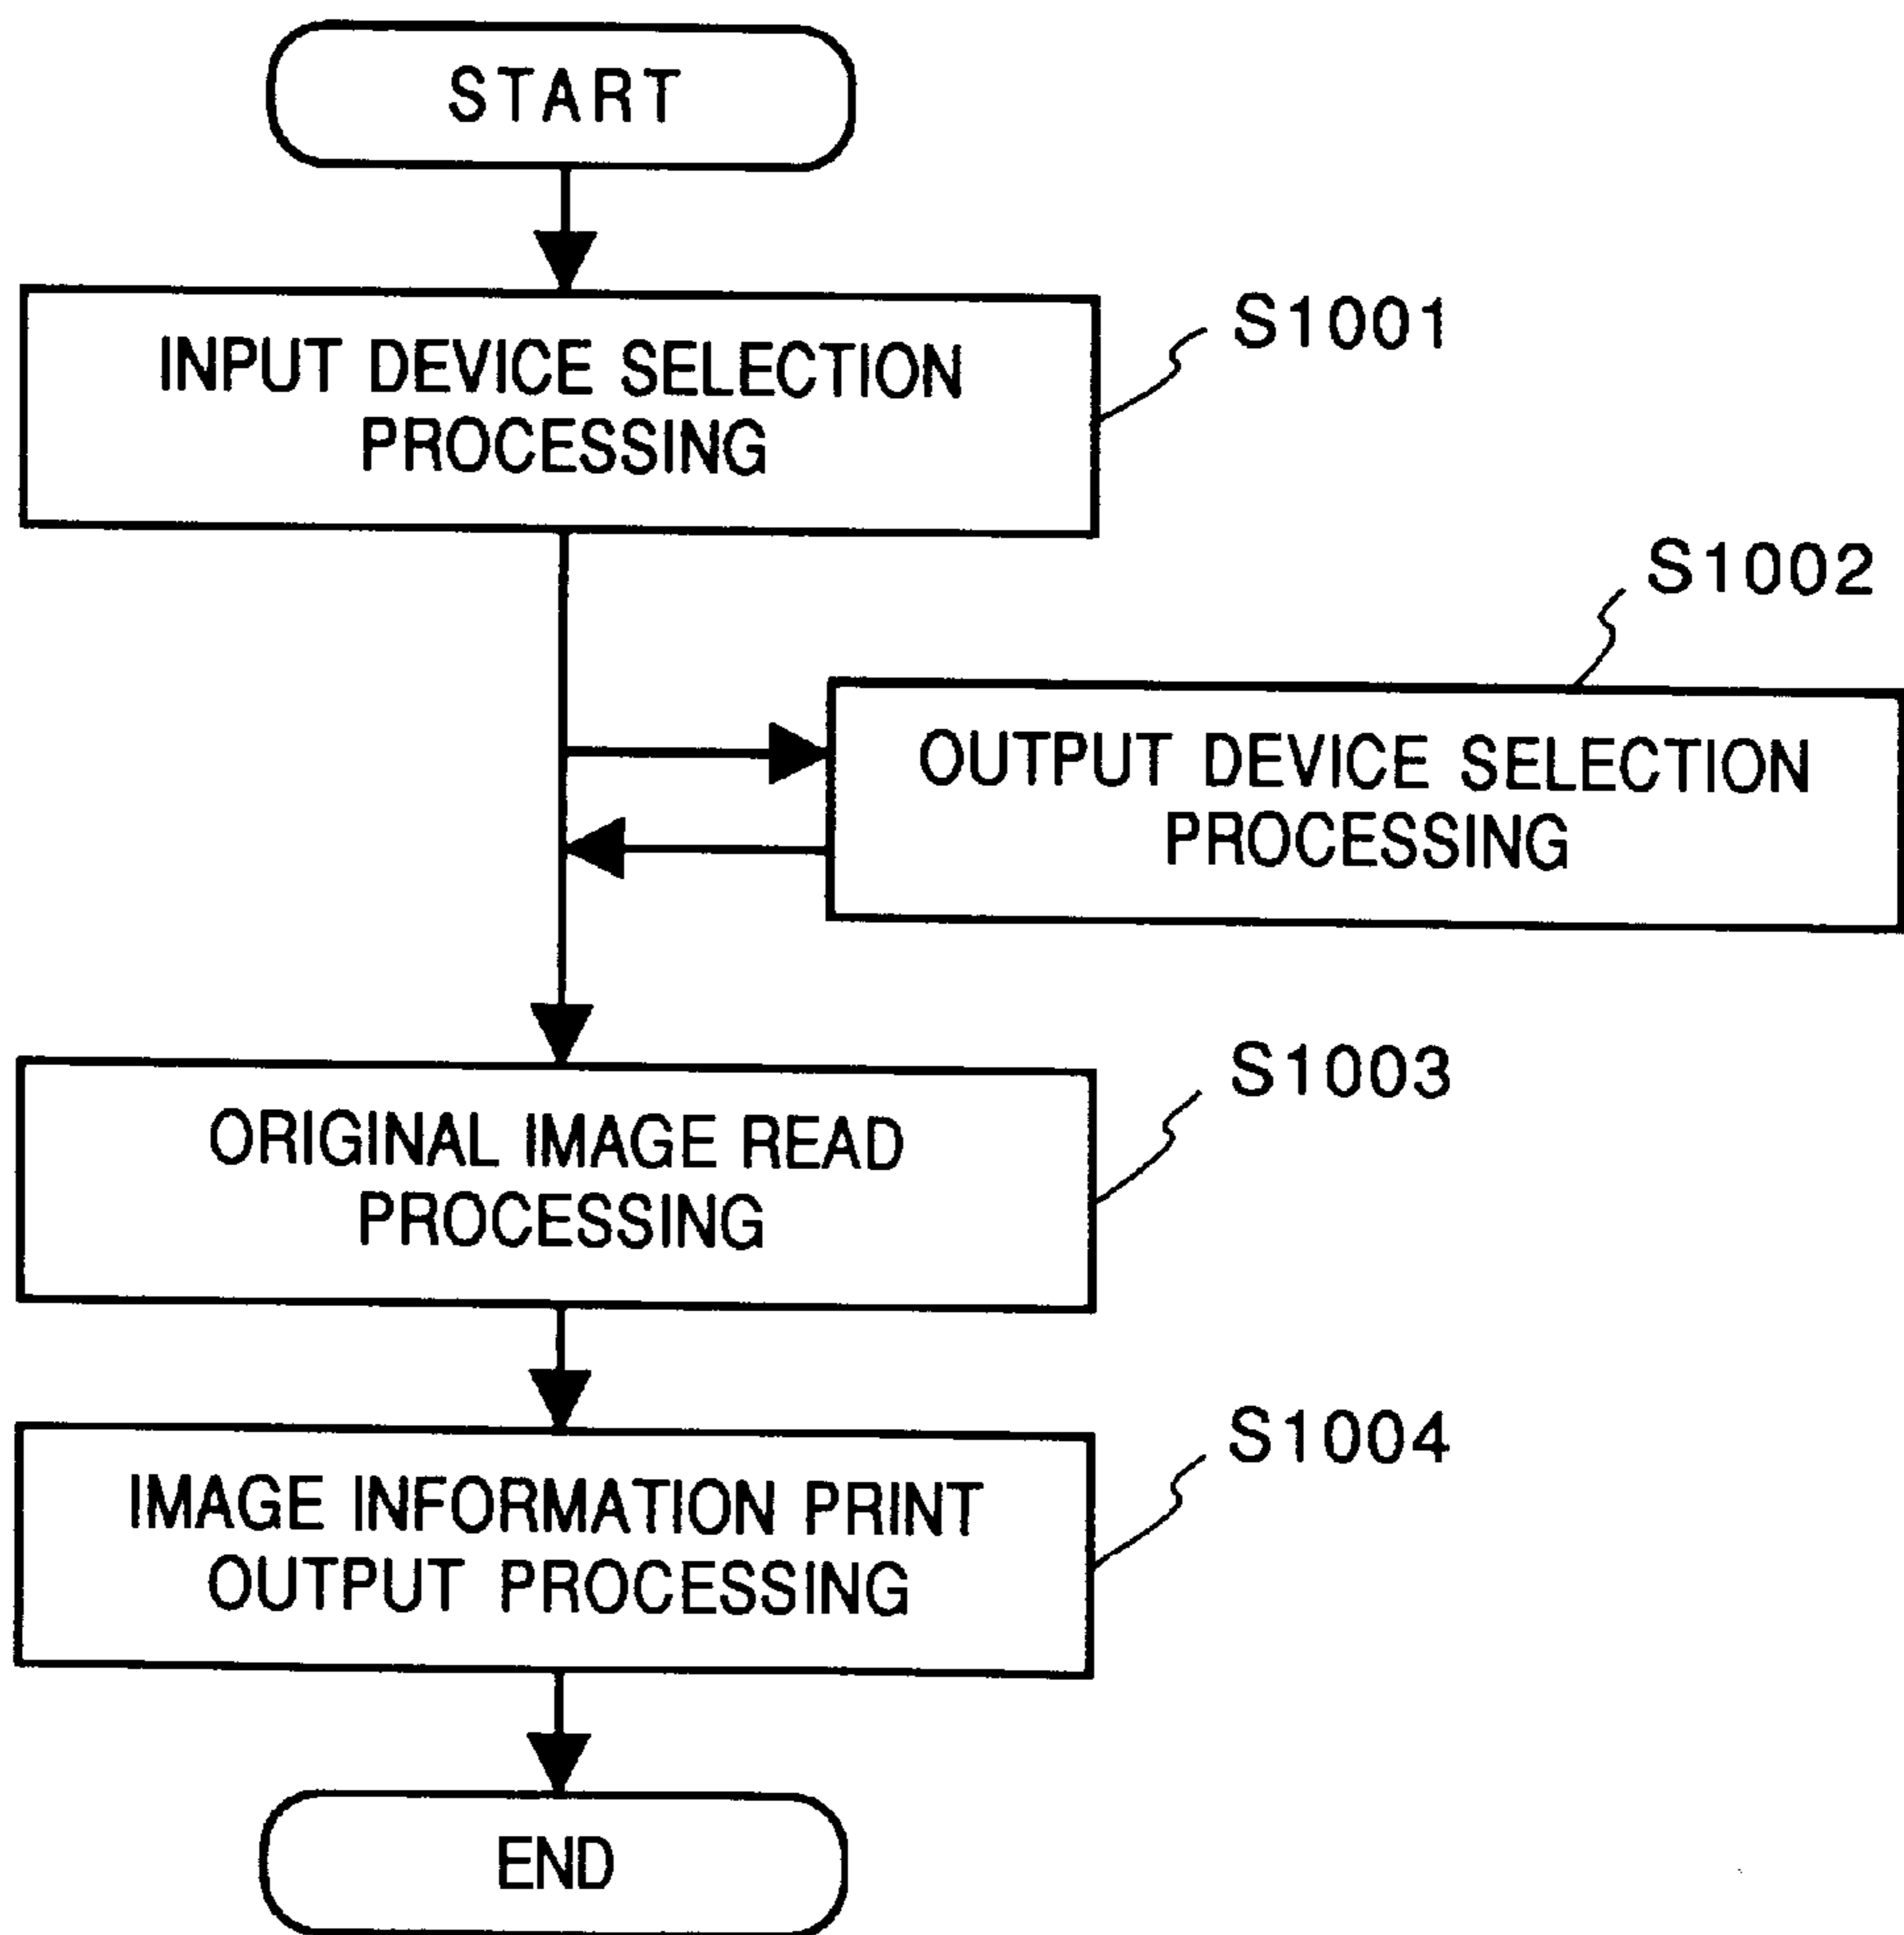 START
INPUT DEVICE SELECTION
PROCESSING
S1001
S1002
OUTPUT DEVICE SELECTION
PROCESSING
S1003
ORIGINAL IMAGE READ
PROCESSING
S1004
IMAGE INFORMATION PRINT
OUTPUT PROCESSING
END